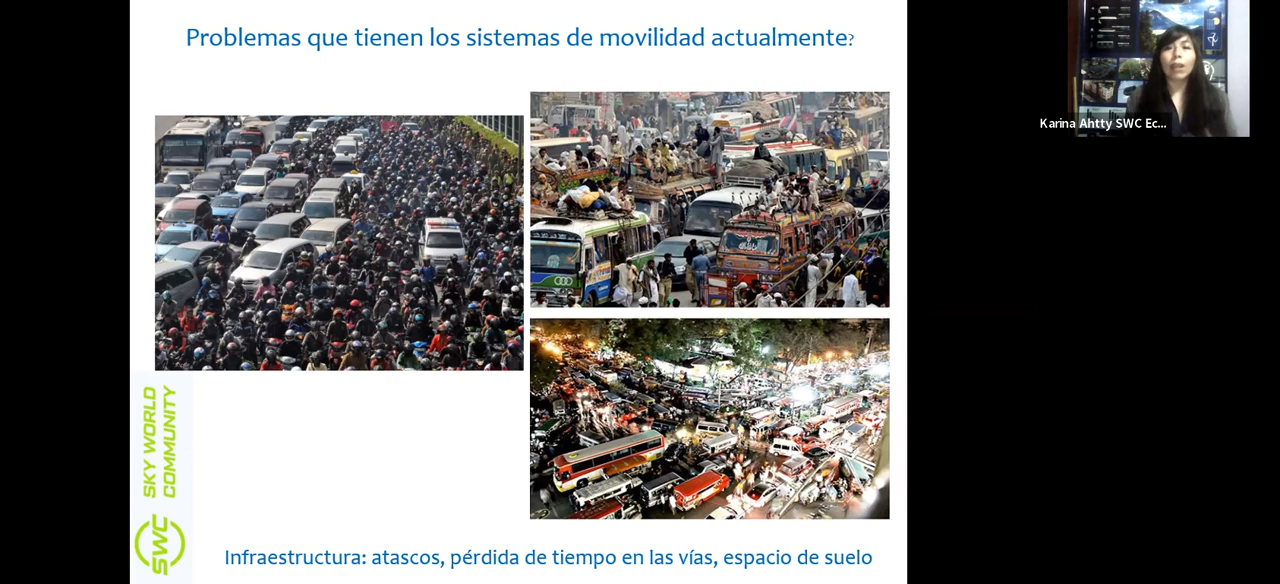 Problemas que tienen los sistemas de movilidad actualmente?
Karina Ahtty SWC Ec...
SKY WORLD
COMMUNITY
SWC
Infraestructura: atascos, pérdida de tiempo en las vías, espacio de suelo